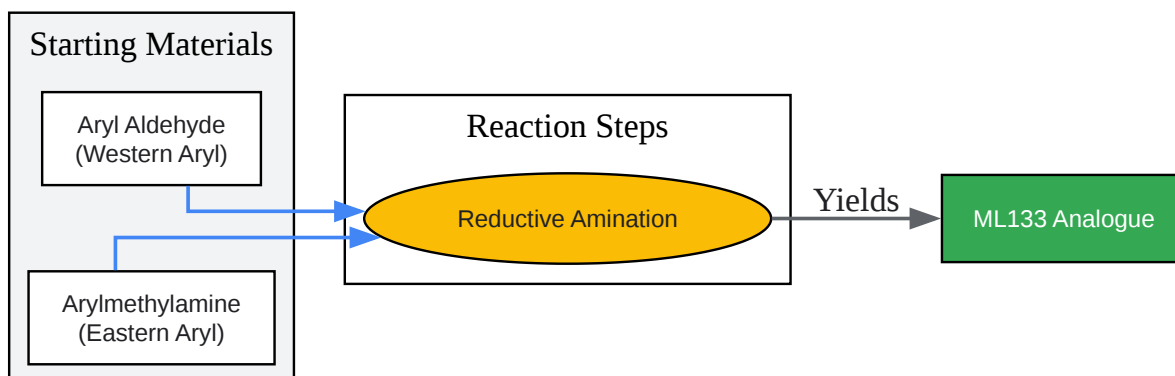 Starting Materials
Aryl Aldehyde
(Western Aryl)
Arylmethylamine
(Eastern Aryl)
Reaction Steps
Reductive Amination
Yields
ML133 Analogue